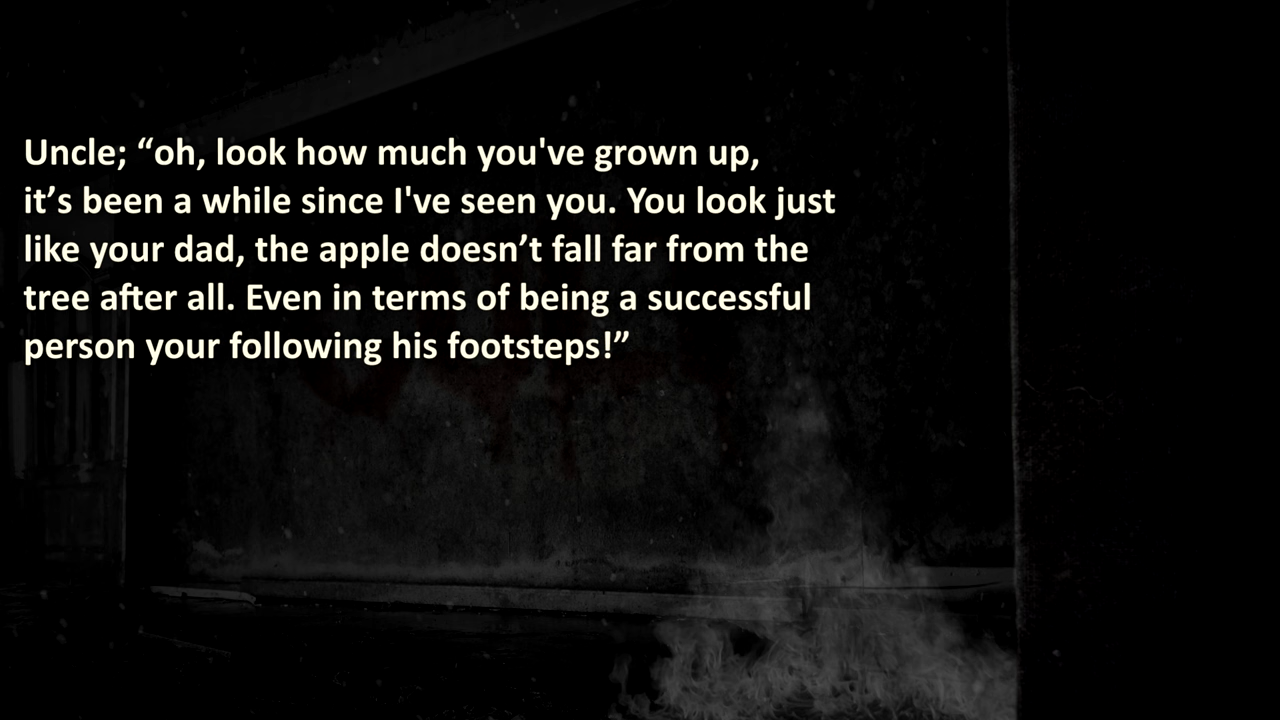 Uncle; “oh, look how much you've grown up,
it’s been a while since I've seen you. You look just
like your dad, the apple doesn’t fall far from the
tree after all. Even in terms of being a successful
person your following his footsteps!”